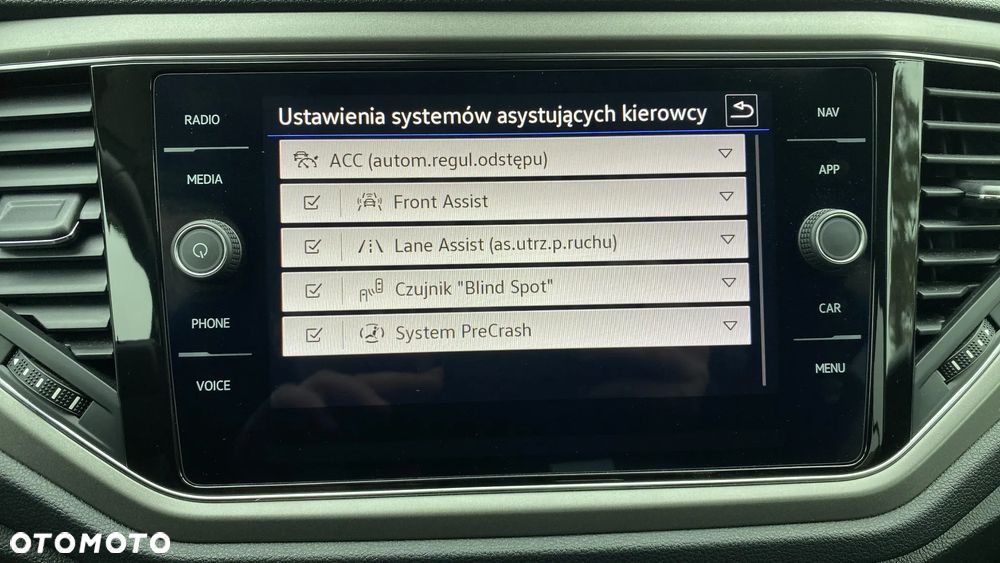 RADIO
MEDIA
PHONE
VOICE
Ustawienia systemów asystujących kierowcy
ACC (autom.regul.odstępu)
Front Assist
Lane Assist (as.utrz.p.ruchu)
Czujnik "Blind Spot"
System PreCrash
NAV
APP
CAR
MENU
OTOMOTO